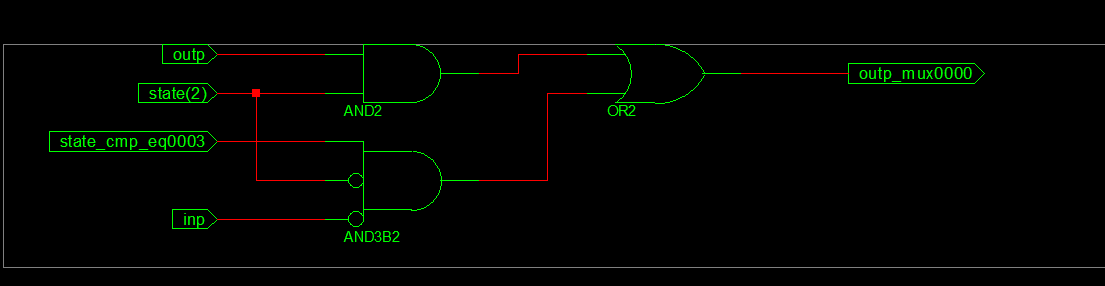 outp
state(2)
AND2
state_cmp_eq0003
inp
AND3B2
OR2
outp_mux0000